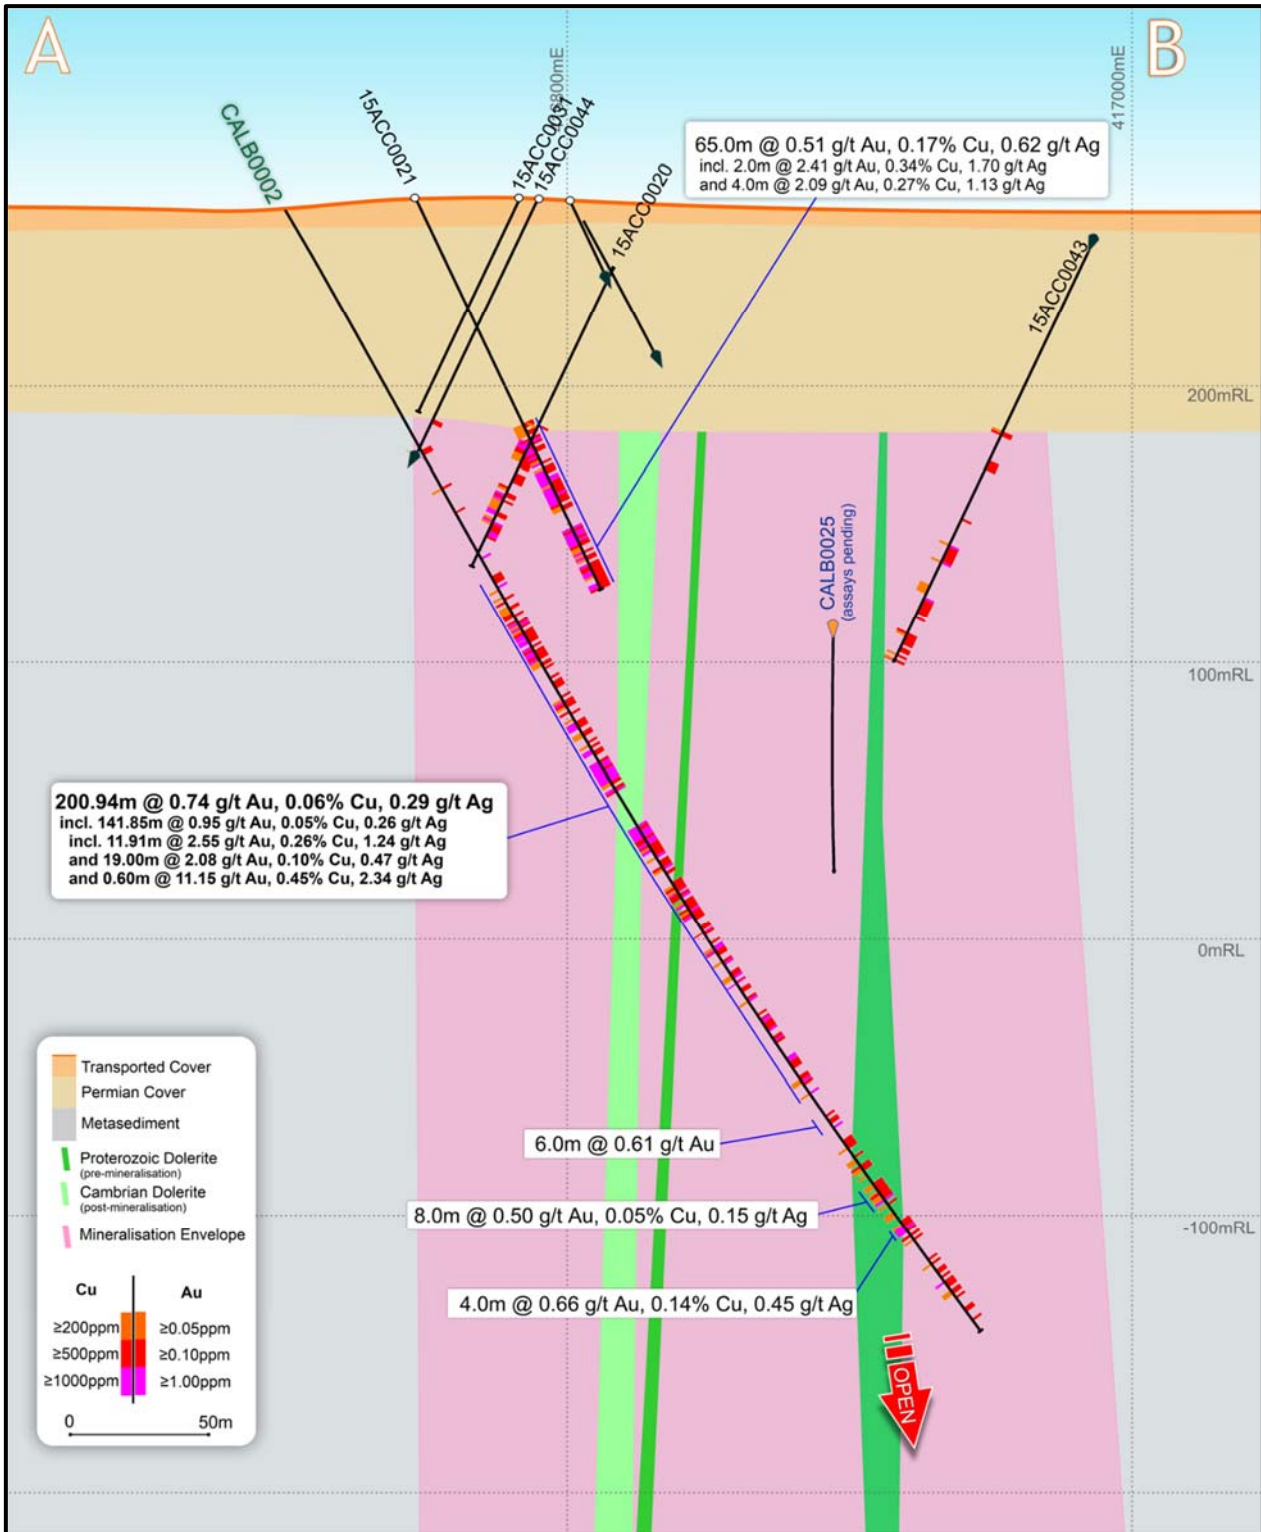 A
B
CALB0002
15ACC0021
15ACC0031
15ACC0044
15ACC0020
15ACC0043
417000mE
65.0m @ 0.51 g/t Au, 0.17% Cu, 0.62 g/t Ag
incl. 2.0m @ 2.41 g/t Au, 0.34% Cu, 1.70 g/t Ag
and 4.0m @ 2.09 g/t Au, 0.27% Cu, 1.13 g/t Ag
200mRL
CALB0025
(assays pending)
100mRL
200.94m @ 0.74 g/t Au, 0.06% Cu, 0.29 g/t Ag
incl. 141.85m @ 0.95 g/t Au, 0.05% Cu, 0.26 g/t Ag
incl. 11.91m @ 2.55 g/t Au, 0.26% Cu, 1.24 g/t Ag
and 19.00m @ 2.08 g/t Au, 0.10% Cu, 0.47 g/t Ag
and 0.60m @ 11.15 g/t Au, 0.45% Cu, 2.34 g/t Ag
0mRL
6.0m @ 0.61 g/t Au
8.0m @ 0.50 g/t Au, 0.05% Cu, 0.15 g/t Ag
-100mRL
4.0m @ 0.66 g/t Au, 0.14% Cu, 0.45 g/t Ag
OPEN
Transported Cover
Permian Cover
Metasediment
Proterozoic Dolerite
(pre-mineralisation)
Cambrian Dolerite
(post-mineralisation)
Mineralisation Envelope
Cu Au
≥200ppm ≥0.05ppm
≥500ppm ≥0.10ppm
≥1000ppm ≥1.00ppm
0 50m